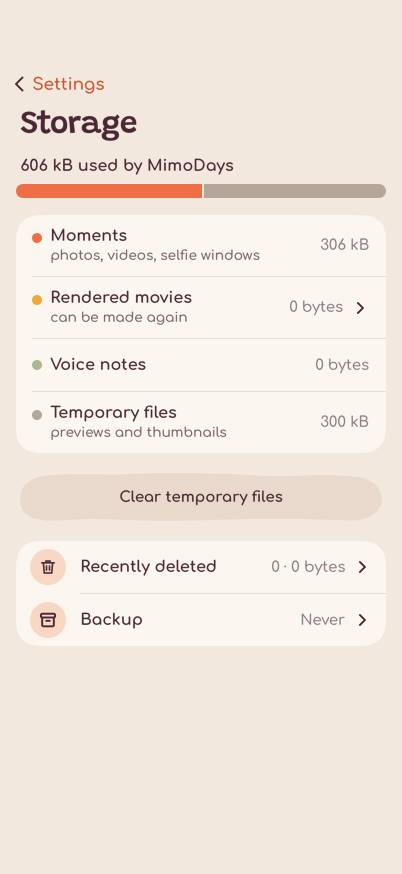 Settings
Storage
606 kB used by MimoDays
Moments
photos, videos, selfie windows
306 kB
Rendered movies
can be made again
0 bytes
Voice notes
0 bytes
Temporary files
previews and thumbnails
300 kB
Clear temporary files
Recently deleted
0 · 0 bytes
Backup
Never